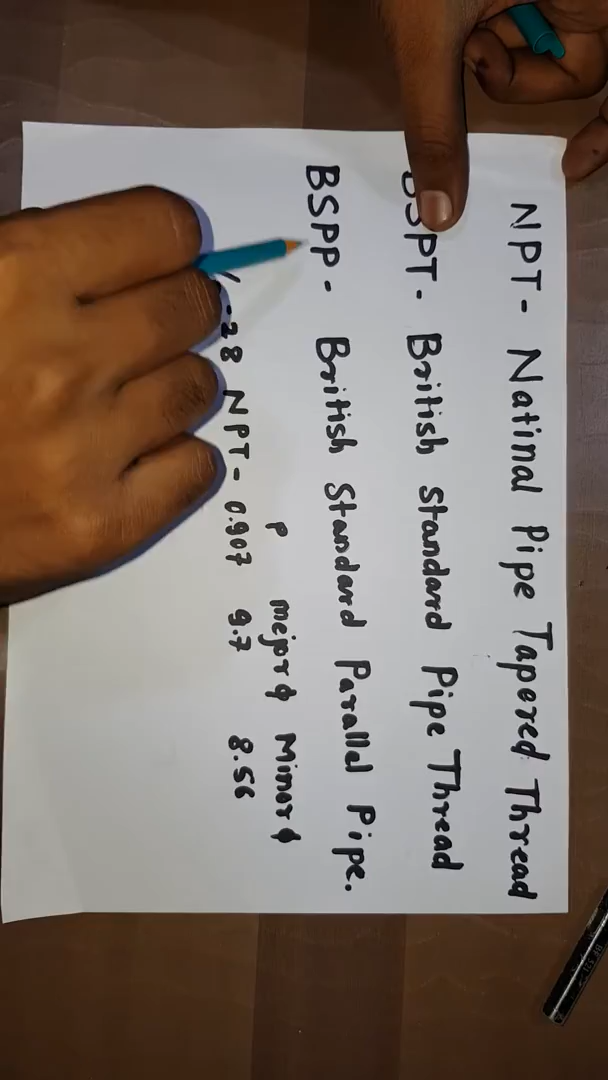 NPT- Natinal Pipe Tapered Thread
BSPT- British Standard Pipe Thread
BSPP- British Standard Parallel Pipe.
P mejor ϕ Minor ϕ
-28 NPT - 0.907 9.7 8.56